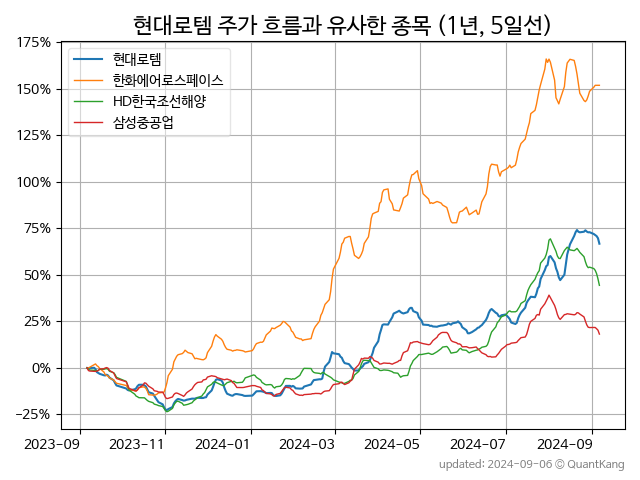 현대로템 주가 흐름과 유사한 종목 (1년, 5일선)
현대로템
한화에어로스페이스
HD한국조선해양
삼성중공업
175%
150%
125%
100%
75%
50%
25%
0%
−25%
2023-09 2023-11 2024-01 2024-03 2024-05 2024-07 2024-09
updated: 2024-09-06 © QuantKang